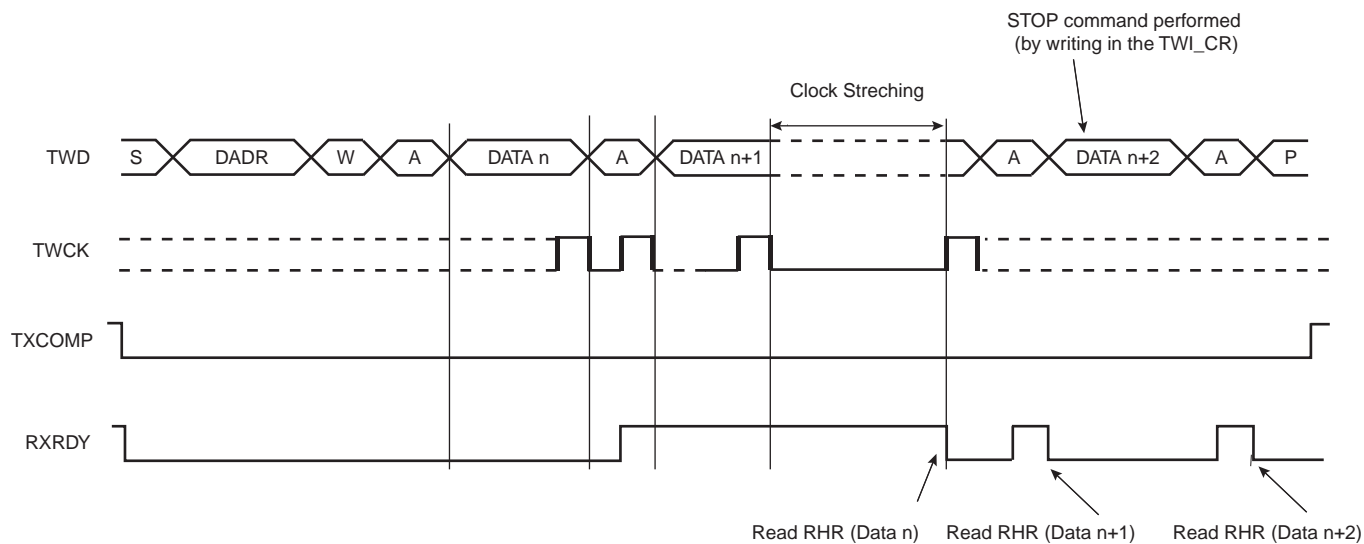 STOP command performed
(by writing in the TWI_CR)
Clock Streching
TWD S DADR W A DATA n A DATA n+1 A DATA n+2 A P
TWCK
TXCOMP
RXRDY
Read RHR (Data n) Read RHR (Data n+1) Read RHR (Data n+2)